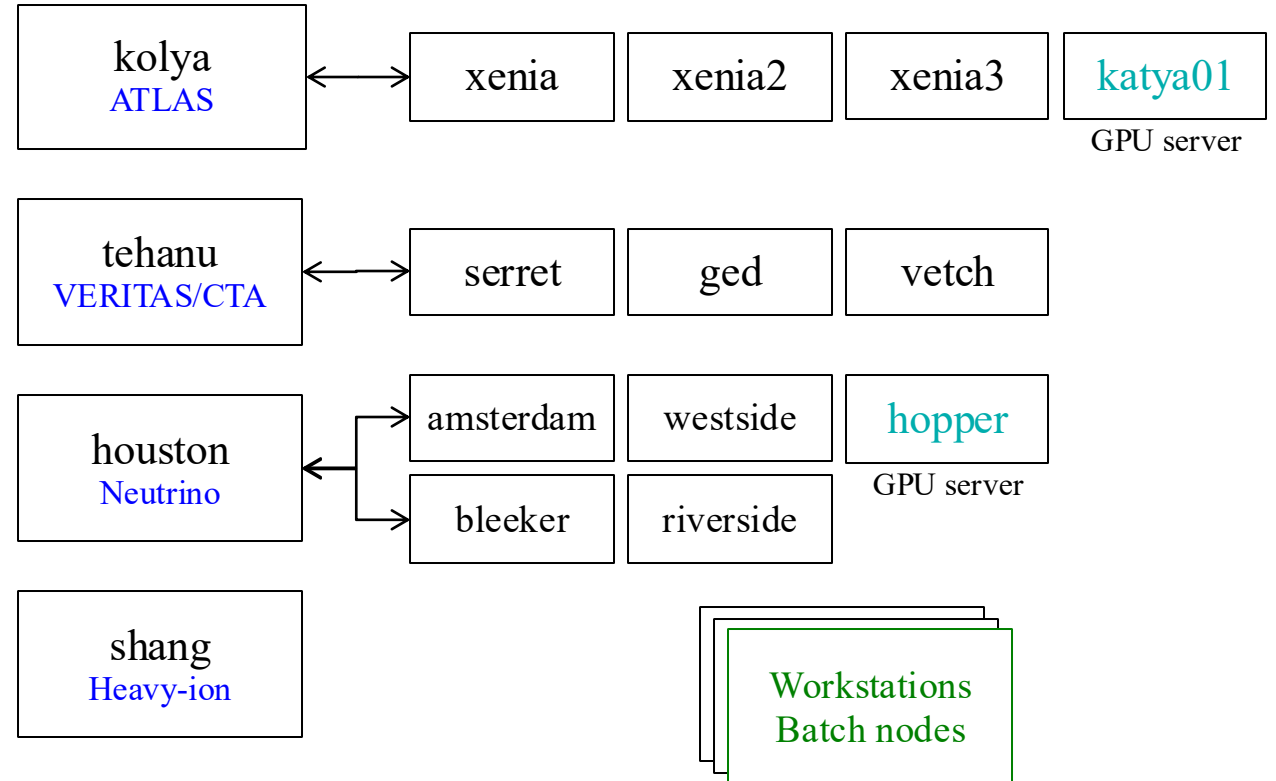 kolya
ATLAS
xenia
xenia2
xenia3
katya01
GPU server
tehanu
VERITAS/CTA
serret
ged
vetch
houston
Neutrino
amsterdam
westside
hopper
GPU server
bleeker
riverside
shang
Heavy-ion
Workstations
Batch nodes